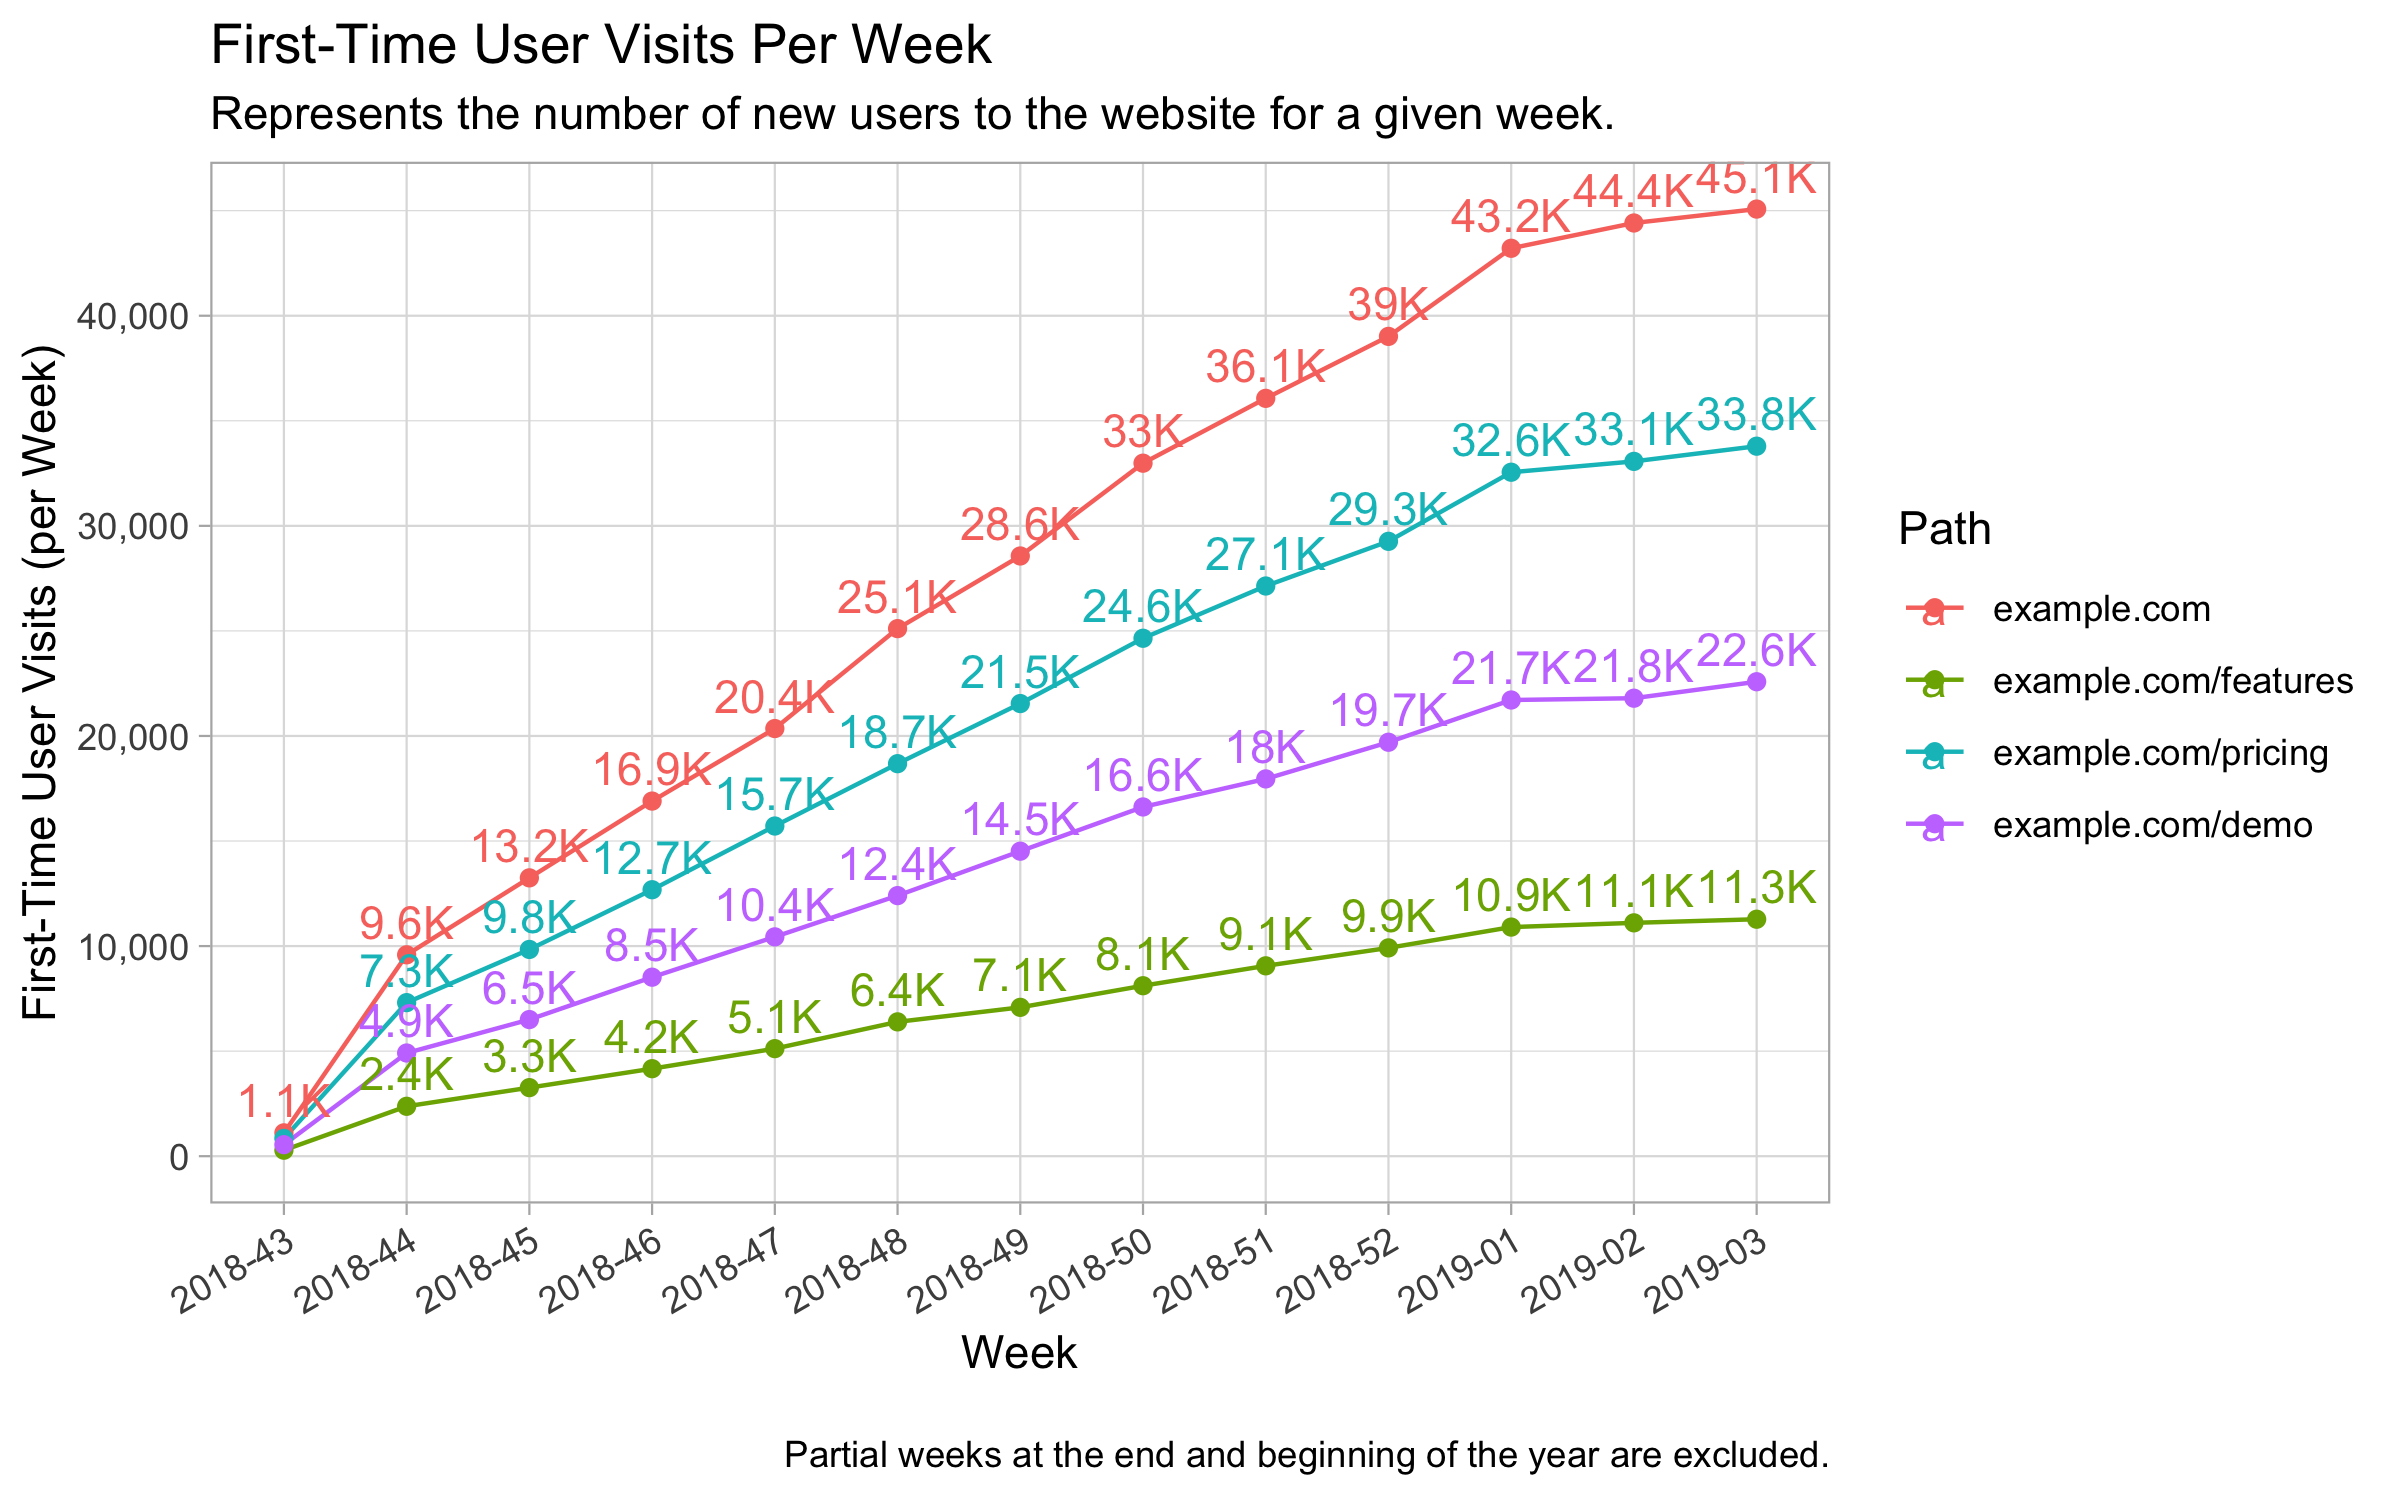 First-Time User Visits Per Week
Represents the number of new users to the website for a given week.
First-Time User Visits (per Week)
40,000
30,000
20,000
10,000
0
1.1K
9.6K
13.2K
16.9K
20.4K
25.1K
28.6K
33K
36.1K
39K
43.2K
44.4K
45.1K
7.3K
9.8K
12.7K
15.7K
18.7K
21.5K
24.6K
27.1K
29.3K
32.6K
33.1K
33.8K
4.9K
6.5K
8.5K
10.4K
12.4K
14.5K
16.6K
18K
19.7K
21.7K
21.8K
22.6K
2.4K
3.3K
4.2K
5.1K
6.4K
7.1K
8.1K
9.1K
9.9K
10.9K
11.1K
11.3K
2018-43
2018-44
2018-45
2018-46
2018-47
2018-48
2018-49
2018-50
2018-51
2018-52
2019-01
2019-02
2019-03
Week
Path
a example.com
a example.com/features
a example.com/pricing
a example.com/demo
Partial weeks at the end and beginning of the year are excluded.